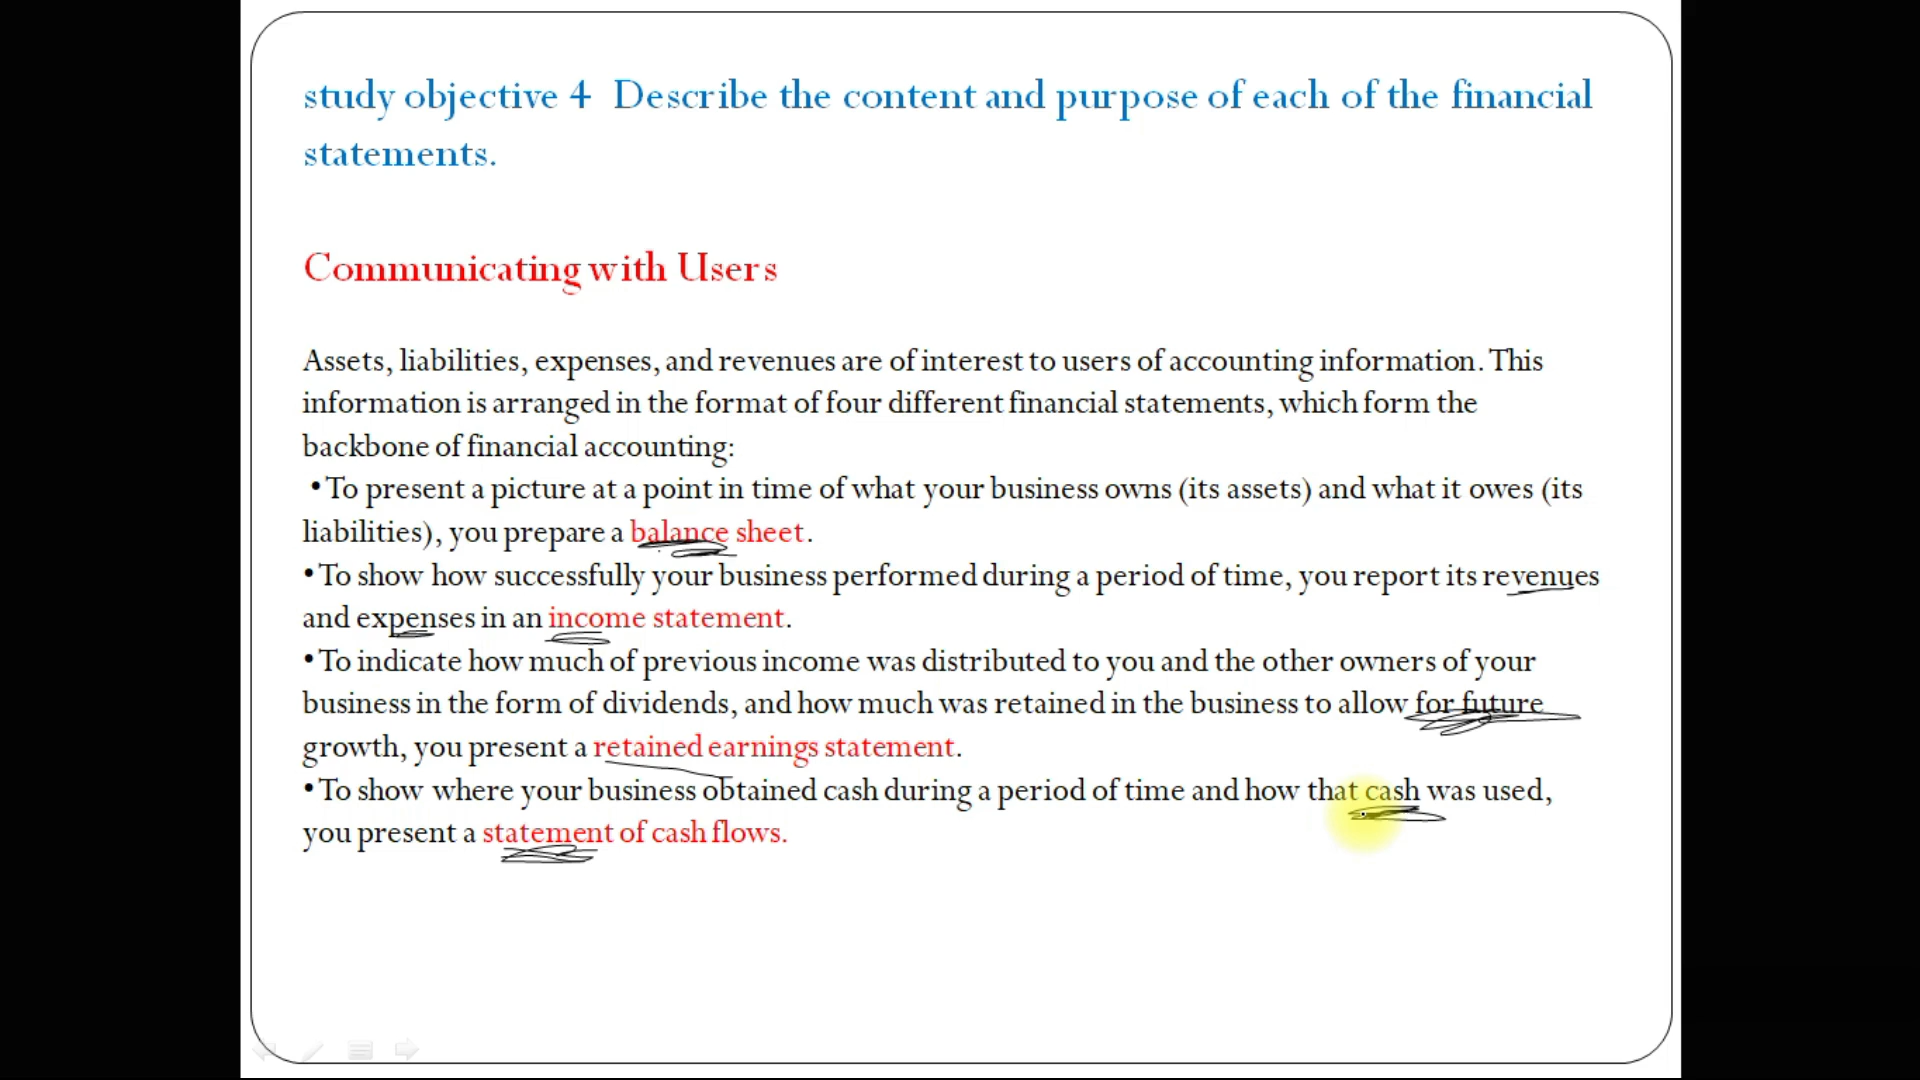 study objective 4 Describe the content and purpose of each of the financial
statements.
Communicating with Users
Assets, liabilities, expenses, and revenues are of interest to users of accounting information. This
information is arranged in the format of four different financial statements, which form the
backbone of financial accounting:
•To present a picture at a point in time of what your business owns (its assets) and what it owes (its
liabilities), you prepare a balance sheet.
•To show how successfully your business performed during a period of time, you report its revenues
and expenses in an income statement.
•To indicate how much of previous income was distributed to you and the other owners of your
business in the form of dividends, and how much was retained in the business to allow for future
growth, you present a retained earnings statement.
•To show where your business obtained cash during a period of time and how that cash was used,
you present a statement of cash flows.